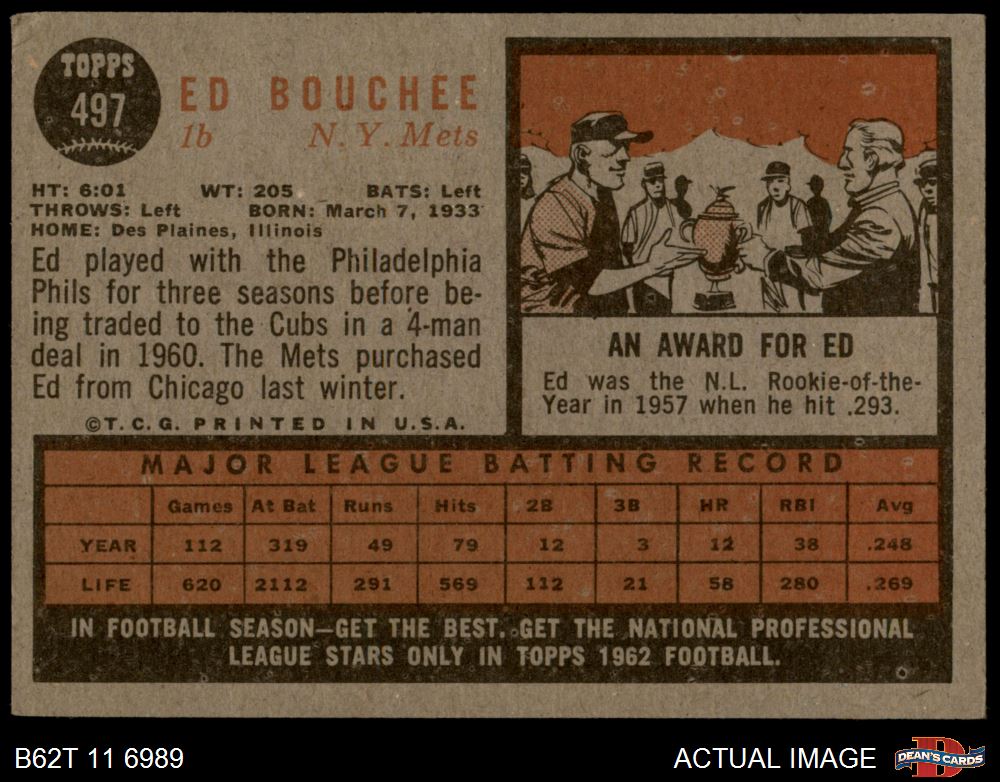 TOPPS
497
ED BOUCHEE
1b N. Y. Mets
HT: 6:01 WT: 205 BATS: Left
THROWS: Left BORN: March 7, 1933
HOME: Des Plaines, Illinois
Ed played with the Philadelphia
Phils for three seasons before be-
ing traded to the Cubs in a 4-man
deal in 1960. The Mets purchased
Ed from Chicago last winter.
©T. C. G. PRINTED IN U.S.A.
AN AWARD FOR ED
Ed was the N.L. Rookie-of-the-
Year in 1957 when he hit .293.
MAJOR LEAGUE BATTING RECORD
Games At Bat Runs Hits 2B 3B HR RBI Avg
YEAR 112 319 49 79 12 3 12 38 .248
LIFE 620 2112 291 569 112 21 58 280 .269
IN FOOTBALL SEASON—GET THE BEST. GET THE NATIONAL PROFESSIONAL
LEAGUE STARS ONLY IN TOPPS 1962 FOOTBALL.
B62T 11 6989 ACTUAL IMAGE D DEAN'S CARDS